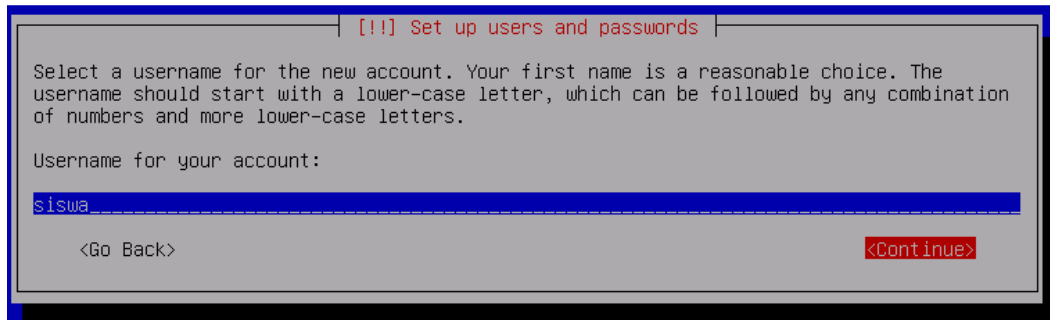 [!!] Set up users and passwords
Select a username for the new account. Your first name is a reasonable choice. The
username should start with a lower-case letter, which can be followed by any combination
of numbers and more lower-case letters.
Username for your account:
siswa
<Go Back> <Continue>